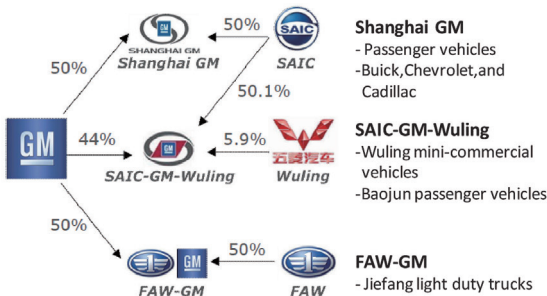 50%
SHANGHAI GM
Shanghai GM
50%
SAIC
SAIC
Shanghai GM
- Passenger vehicles
-Buick,Chevrolet,and
Cadillac
50.1%
GM
44%
SAIC-GM-Wuling
5.9%
五菱汽车
Wuling
SAIC-GM-Wuling
-Wuling mini-commercial
vehicles
-Baojun passenger vehicles
50%
GM
FAW-GM
50%
FAW
FAW-GM
- Jiefang light duty trucks